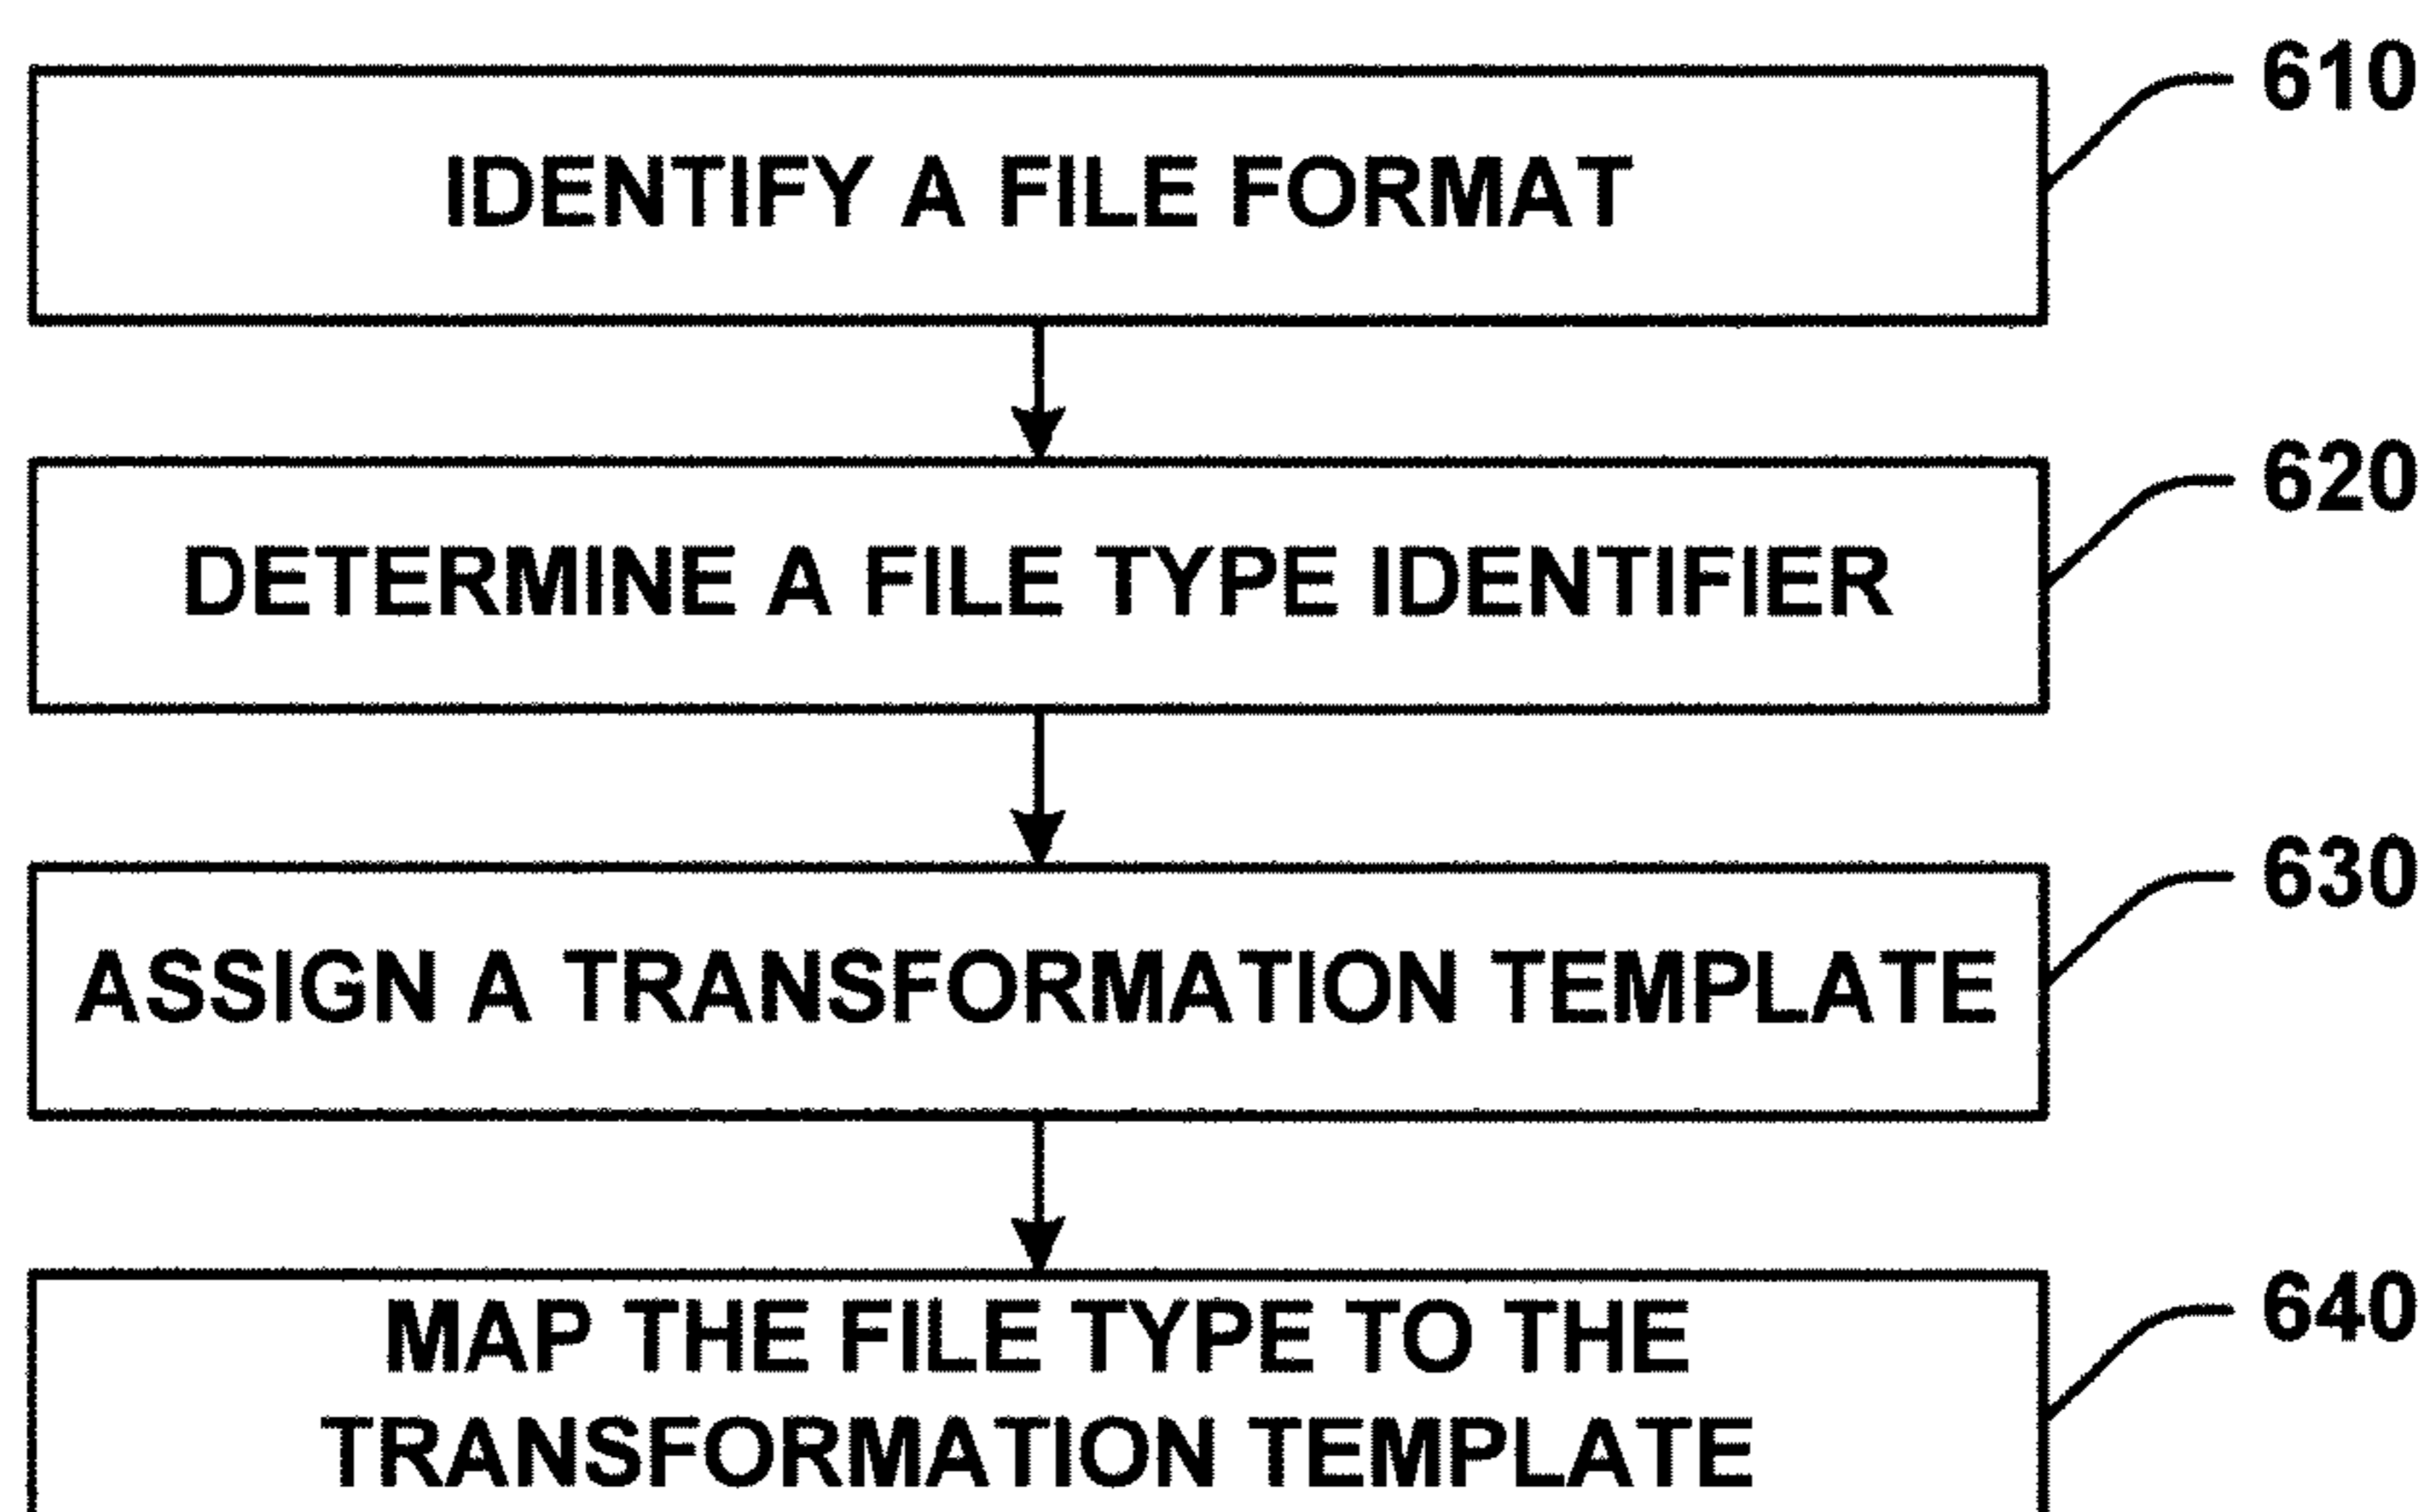 610
IDENTIFY A FILE FORMAT
620
DETERMINE A FILE TYPE IDENTIFIER
630
ASSIGN A TRANSFORMATION TEMPLATE
640
MAP THE FILE TYPE TO THE
TRANSFORMATION TEMPLATE